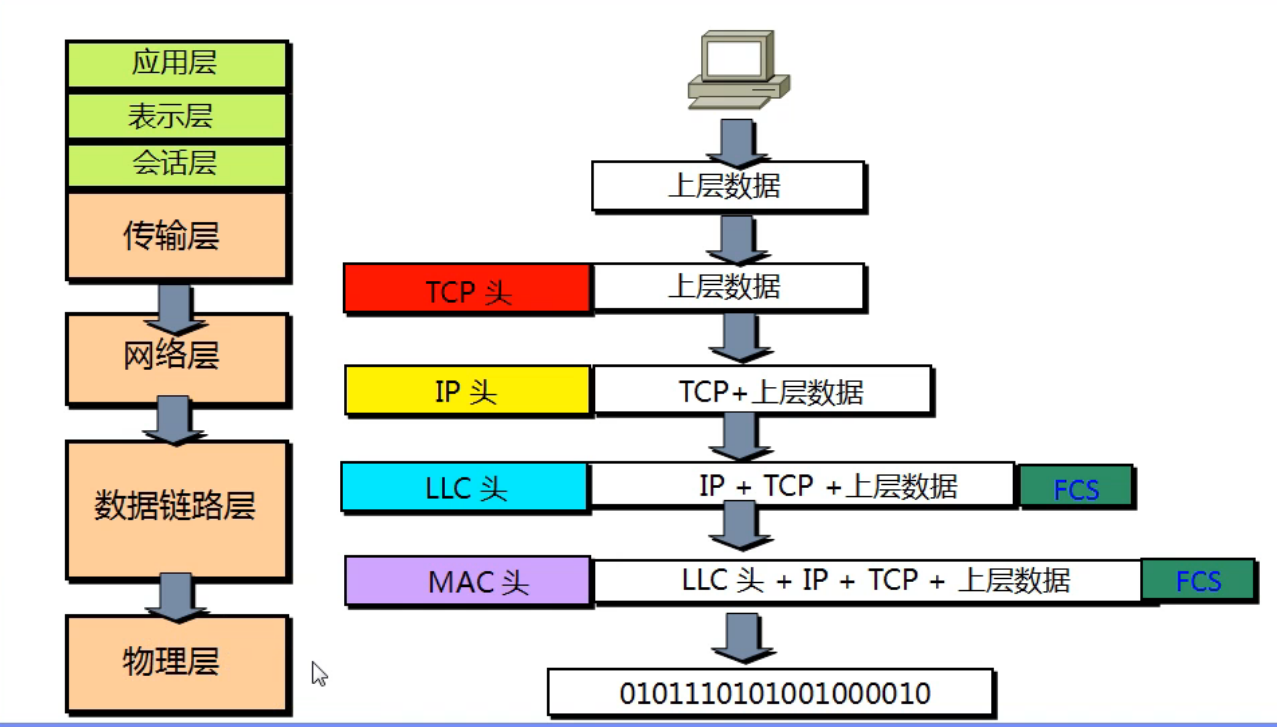 应用层
表示层
会话层
传输层
网络层
数据链路层
物理层
上层数据
TCP 头 上层数据
IP 头 TCP+上层数据
LLC 头 IP + TCP +上层数据 FCS
MAC 头 LLC 头 + IP + TCP + 上层数据 FCS
0101110101001000010